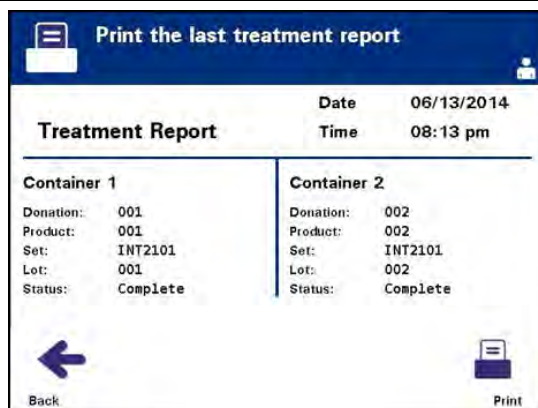 Print the last treatment report
Date 06/13/2014
Treatment Report
Time 08:13 pm
Container 1
Donation: 001
Product: 001
Set: INT2101
Lot: 001
Status: Complete
Container 2
Donation: 002
Product: 002
Set: INT2101
Lot: 002
Status: Complete
Back
Print